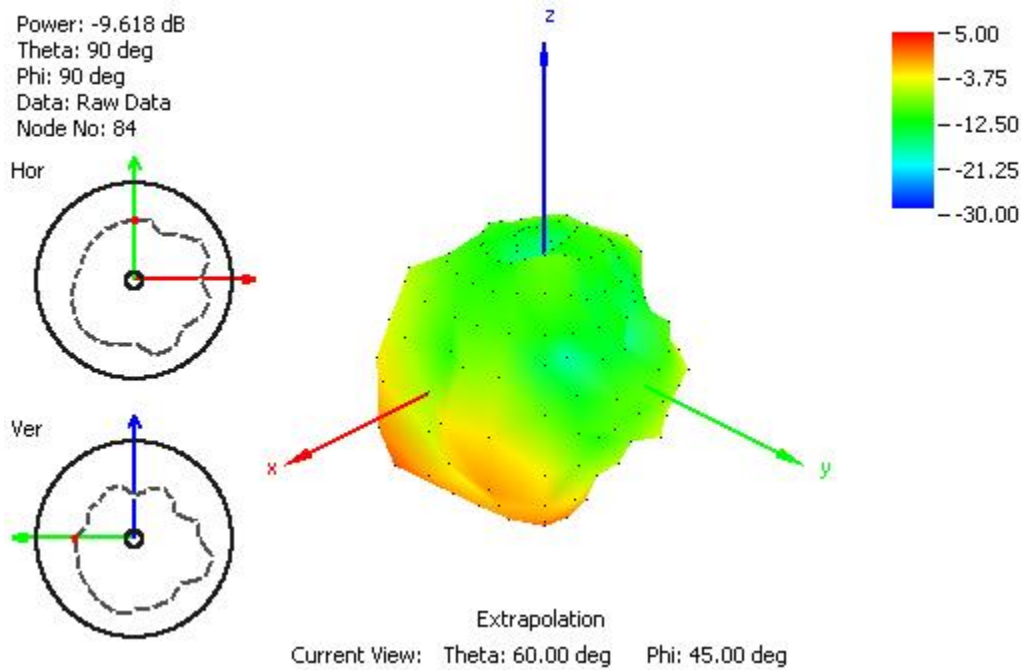 Power: -9.618 dB
Theta: 90 deg
Phi: 90 deg
Data: Raw Data
Node No: 84
Hor
Ver
z
x
y
5.00
-3.75
-12.50
-21.25
-30.00
Extrapolation
Current View: Theta: 60.00 deg Phi: 45.00 deg